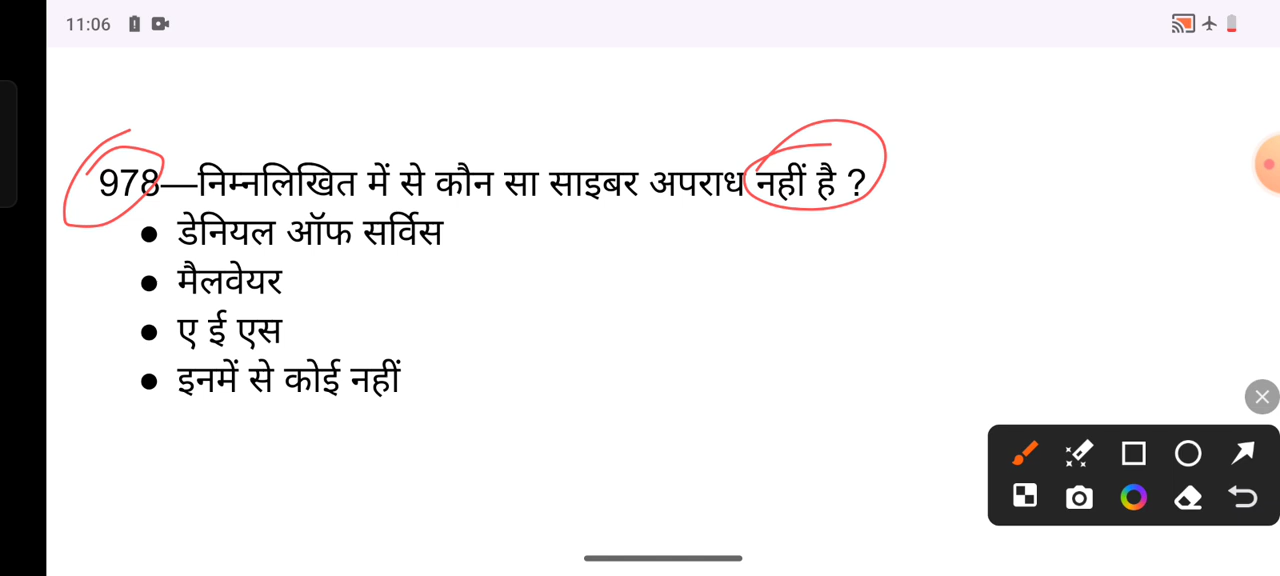 11:06
978—निम्नलिखित में से कौन सा साइबर अपराध नहीं है ?
● डेनियल ऑफ सर्विस
● मैलवेयर
● ए ई एस
● इनमें से कोई नहीं